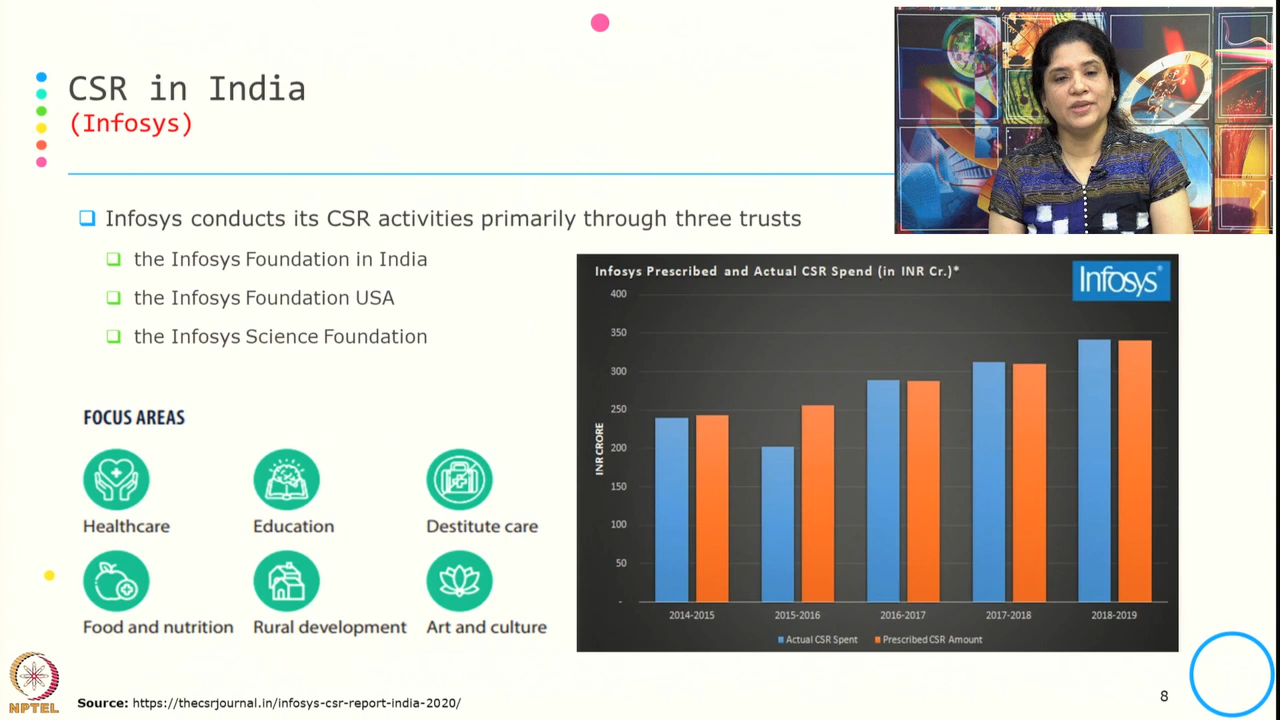 CSR in India
(Infosys)
Infosys conducts its CSR activities primarily through three trusts
the Infosys Foundation in India
the Infosys Foundation USA
the Infosys Science Foundation
FOCUS AREAS
Healthcare
Education
Destitute care
Food and nutrition
Rural development
Art and culture
Infosys Prescribed and Actual CSR Spend (in INR Cr.)*
Infosys®
INR CRORE
400
350
300
250
200
150
100
50
-
2014-2015
2015-2016
2016-2017
2017-2018
2018-2019
Actual CSR Spent
Prescribed CSR Amount
NPTEL
Source: https://thecsrjournal.in/infosys-csr-report-india-2020/
8